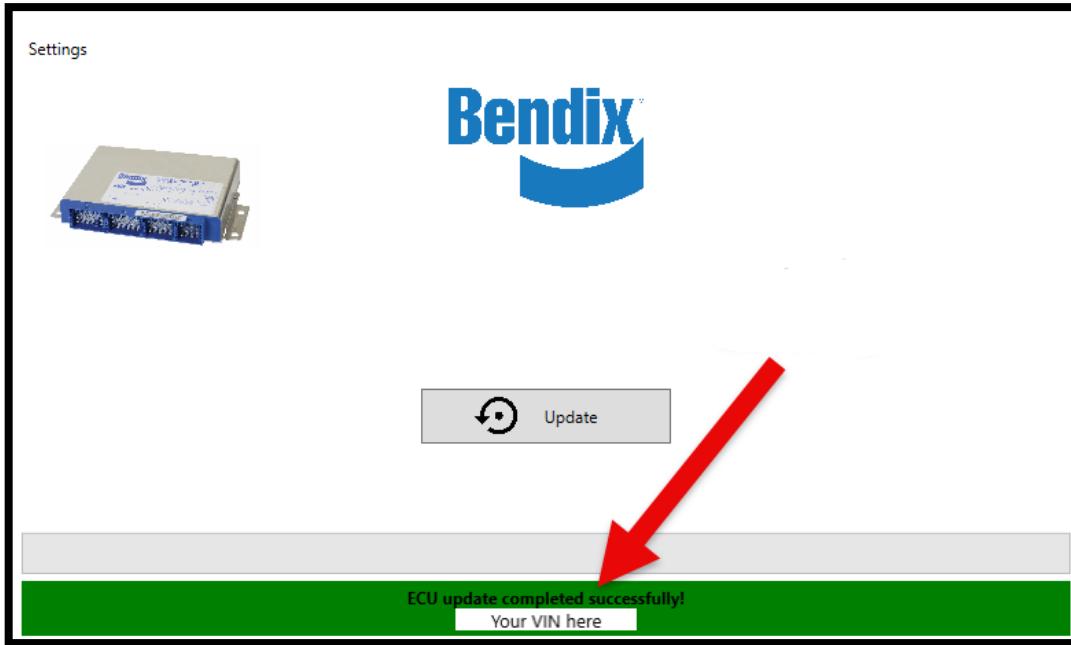 Settings
Bendix
Update
ECU update completed successfully!
Your VIN here